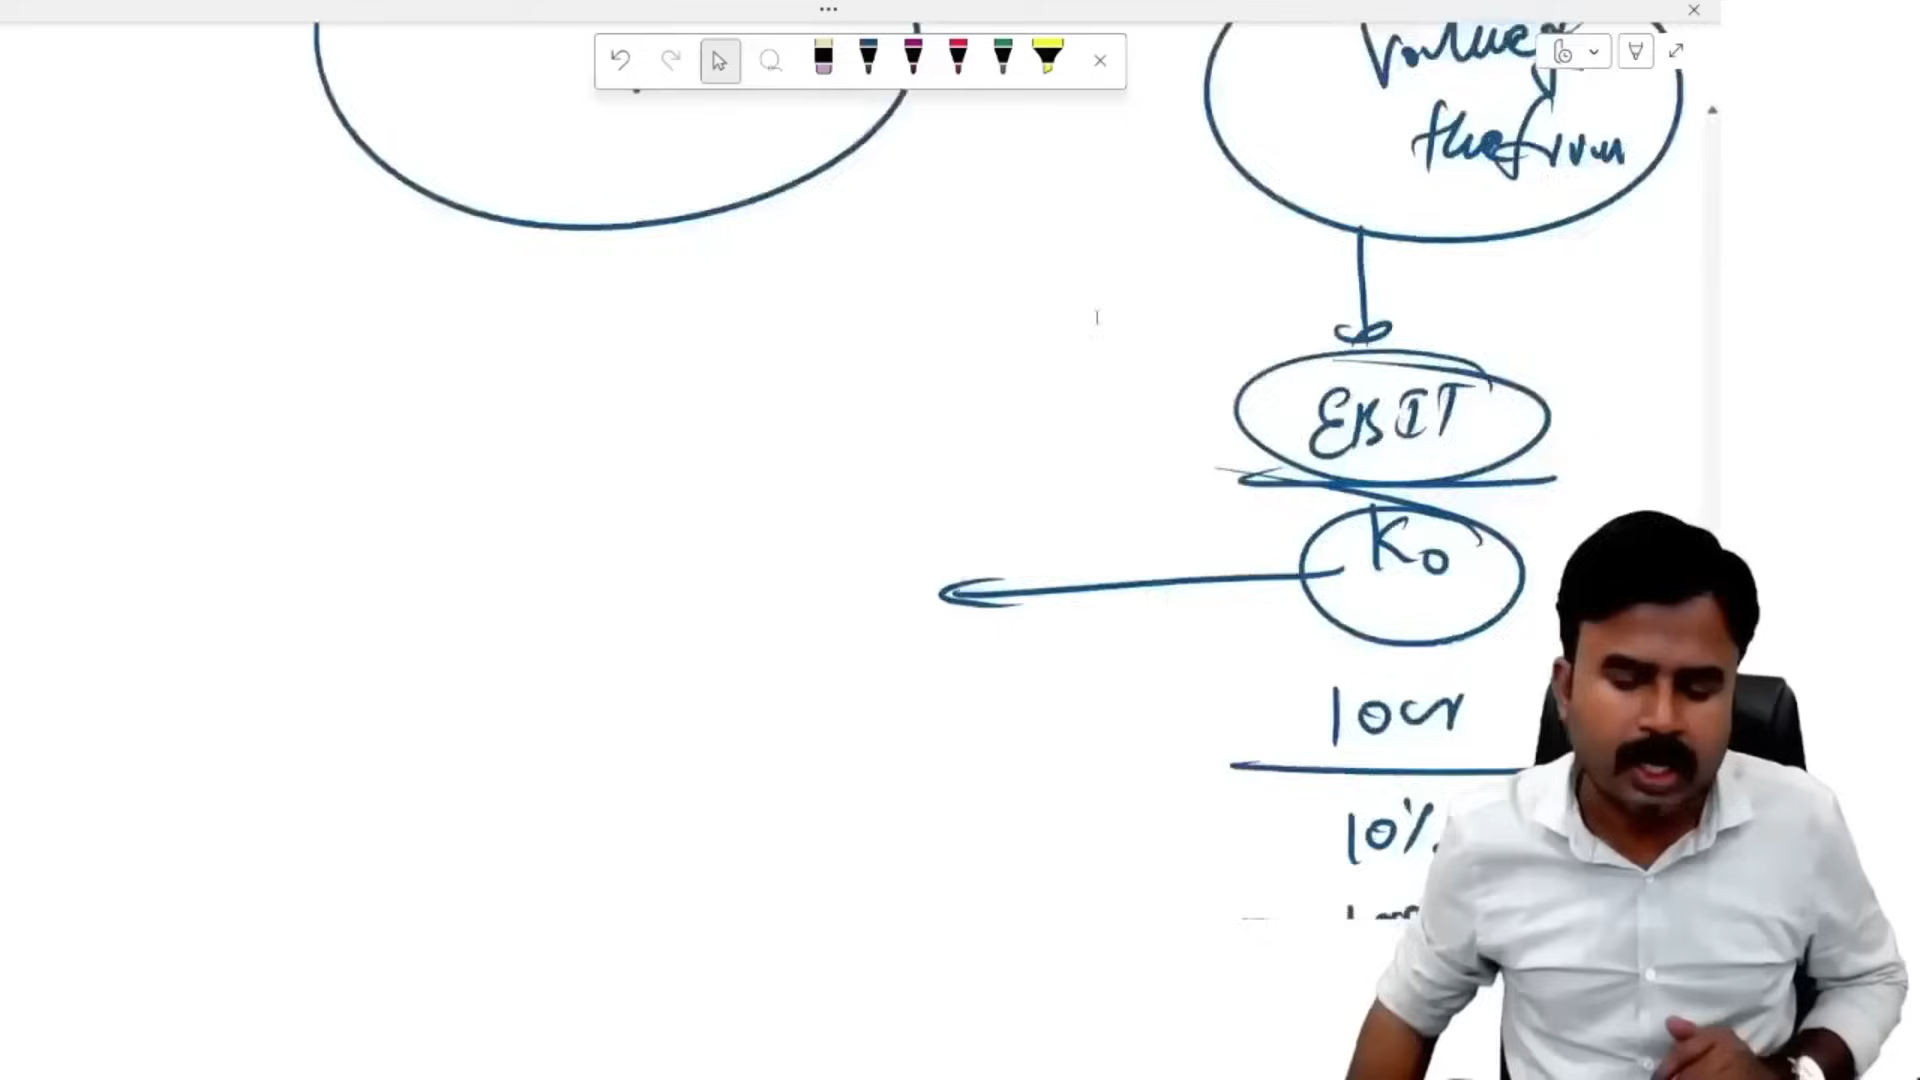 Value of
the firm
EBIT
Ko
10cr
10%